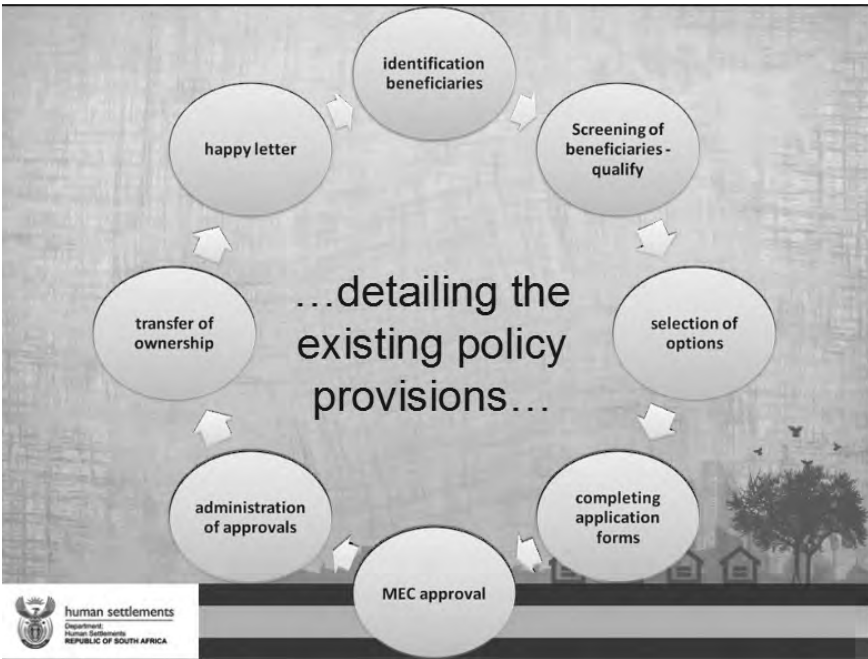 identification
beneficiaries
Screening of
beneficiaries -
qualify
selection of
options
completing
application
forms
MEC approval
administration
of approvals
transfer of
ownership
happy letter
...detailing the
existing policy
provisions...
human settlements
Department:
Human Settlements
REPUBLIC OF SOUTH AFRICA